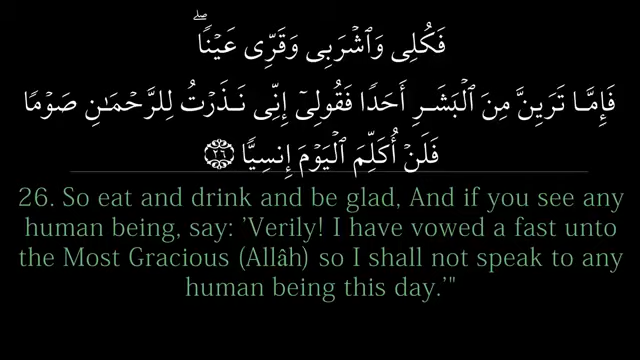 فَكُلِى وَٱشْرَبِى وَقَرِّى عَيْنًا ۖ
فَإِمَّا تَرَيِنَّ مِنَ ٱلْبَشَرِ أَحَدًا فَقُولِىٓ إِنِّى نَذَرْتُ لِلرَّحْمَـٰنِ صَوْمًا
فَلَنْ أُكَلِّمَ ٱلْيَوْمَ إِنسِيًّا ﴿٢٦﴾
26. So eat and drink and be glad, And if you see any
human being, say: 'Verily! I have vowed a fast unto
the Most Gracious (Allâh) so I shall not speak to any
human being this day.'"